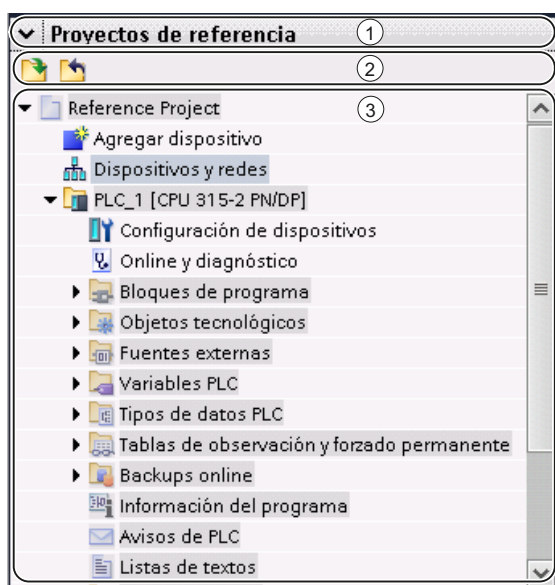 Proyectos de referencia ①
②
Reference Project ③
Agregar dispositivo
Dispositivos y redes
PLC_1 [CPU 315-2 PN/DP]
Configuración de dispositivos
Online y diagnóstico
Bloques de programa
Objetos tecnológicos
Fuentes externas
Variables PLC
Tipos de datos PLC
Tablas de observación y forzado permanente
Backups online
Información del programa
Avisos de PLC
Listas de textos